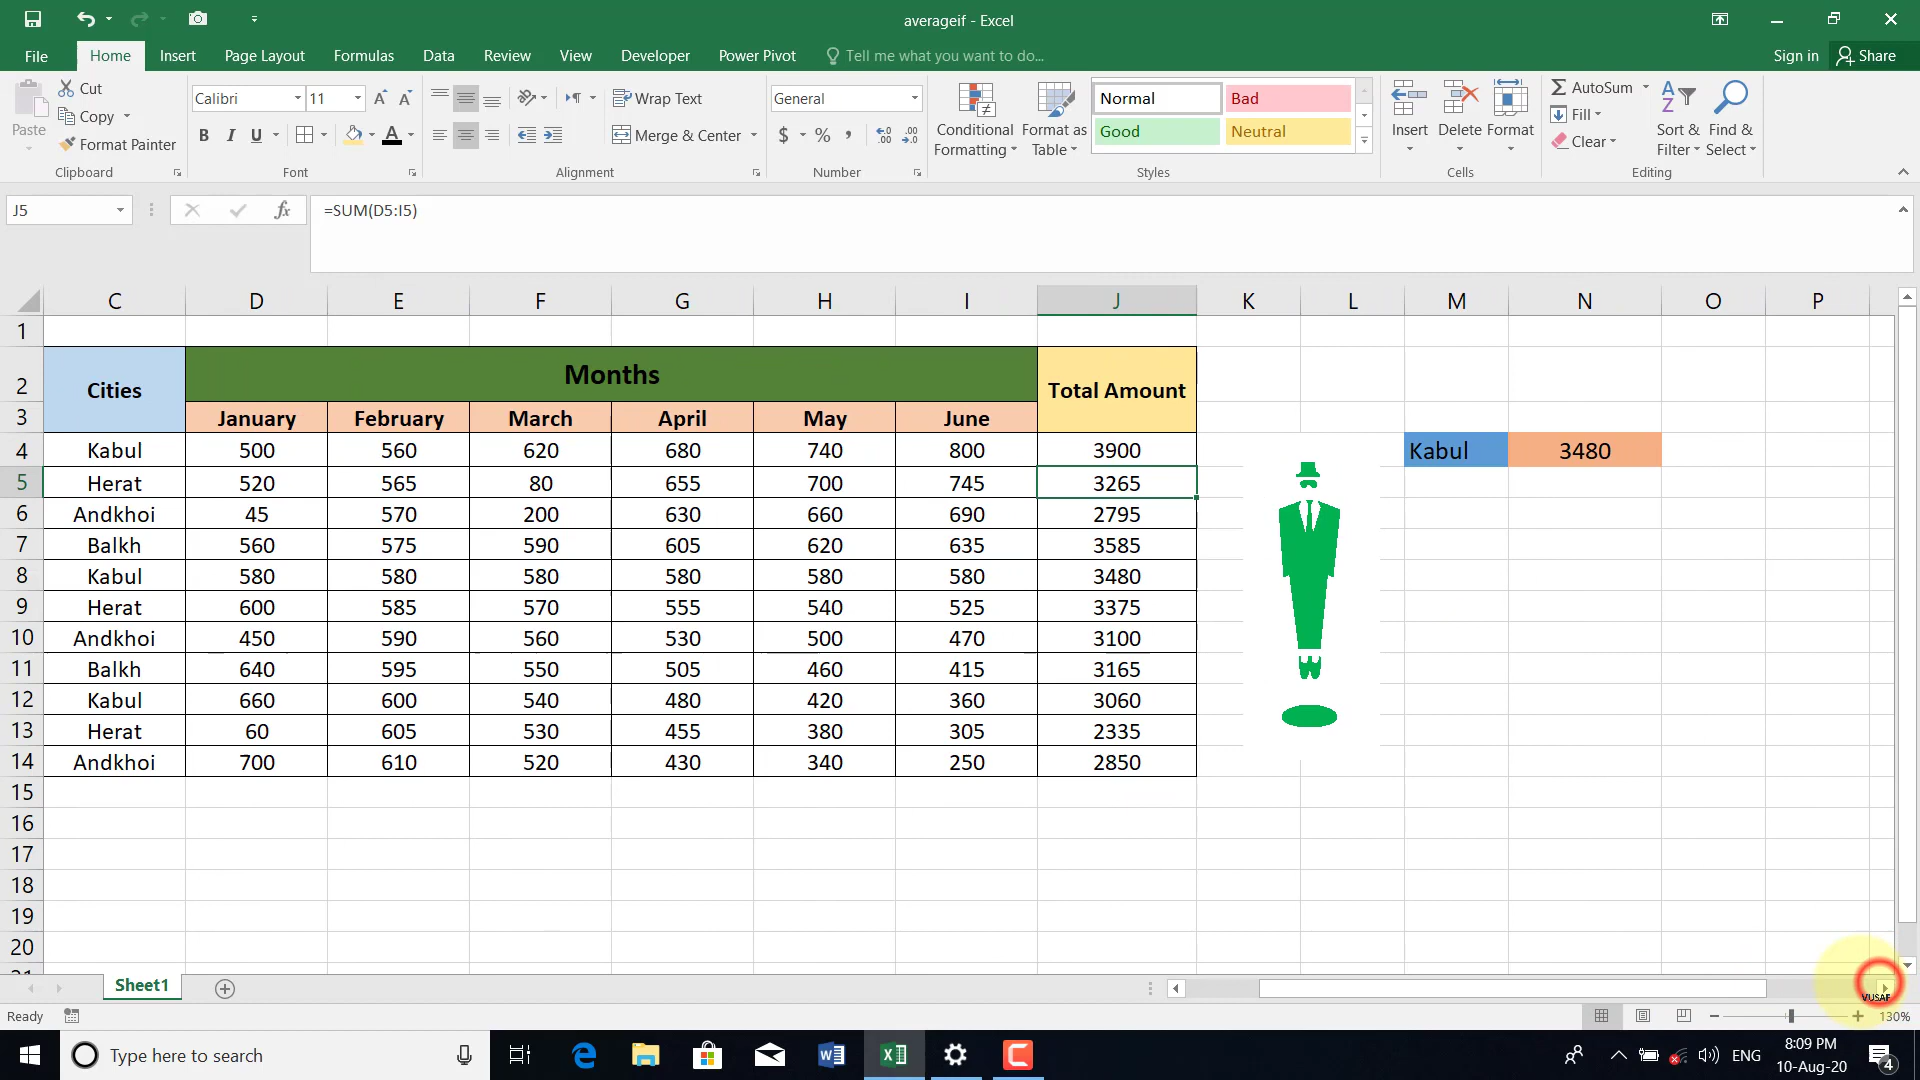 averageif - Excel
File Home Insert Page Layout Formulas Data Review View Developer Power Pivot Tell me what you want to do... Sign in Share
Paste Cut Copy Format Painter
Clipboard
Calibri 11
B I U A
Font
Wrap Text
Merge & Center
Alignment
General
$ % ,
Number
Conditional Formatting
Format as Table
Normal Bad
Good Neutral
Styles
Insert Delete Format
Cells
AutoSum
Fill
Clear
Sort & Filter
Find & Select
Editing
J5 fx =SUM(D5:I5)
C D E F G H I J K L M N O P
1
2 Cities Months Total Amount
3 January February March April May June
4 Kabul 500 560 620 680 740 800 3900 Kabul 3480
5 Herat 520 565 80 655 700 745 3265
6 Andkhoi 45 570 200 630 660 690 2795
7 Balkh 560 575 590 605 620 635 3585
8 Kabul 580 580 580 580 580 580 3480
9 Herat 600 585 570 555 540 525 3375
10 Andkhoi 450 590 560 530 500 470 3100
11 Balkh 640 595 550 505 460 415 3165
12 Kabul 660 600 540 480 420 360 3060
13 Herat 60 605 530 455 380 305 2335
14 Andkhoi 700 610 520 430 340 250 2850
15
16
17
18
19
20
Sheet1
Ready 130%
Type here to search
ENG
8:09 PM
10-Aug-20
4